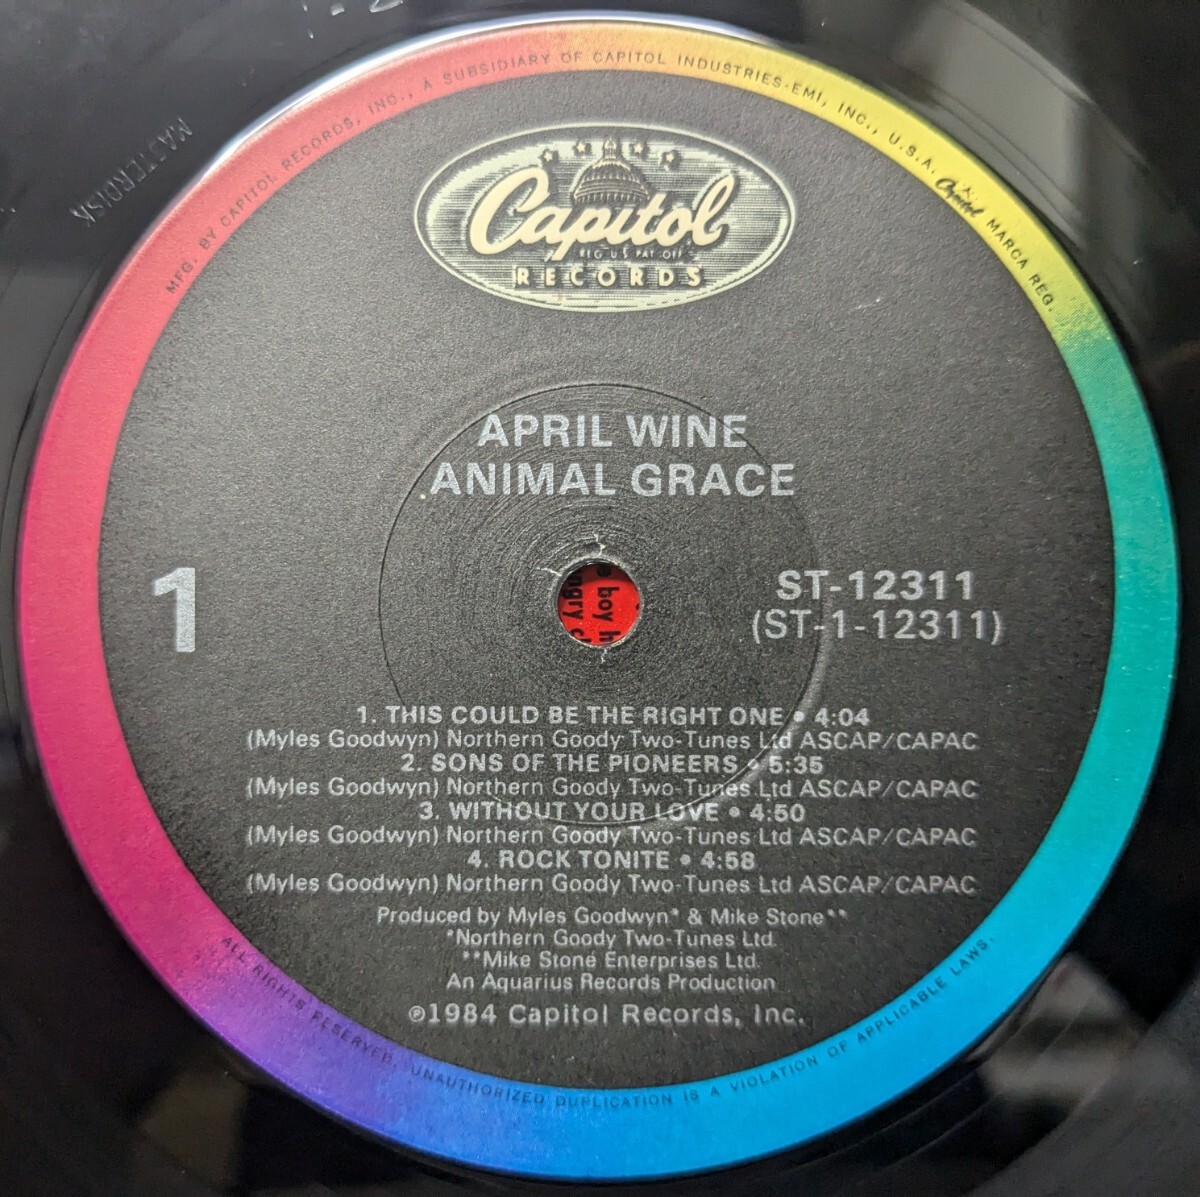 MASTERDISK
MFG. BY CAPITOL RECORDS, INC., A SUBSIDIARY OF CAPITOL INDUSTRIES-EMI, INC., U.S.A. Capitol MARCA REG.
Capitol
REG. U.S. PAT. OFF.
RECORDS
APRIL WINE
ANIMAL GRACE
1
ST-12311
(ST-1-12311)
boy h
ngry c
1. THIS COULD BE THE RIGHT ONE • 4:04
(Myles Goodwyn) Northern Goody Two-Tunes Ltd ASCAP/CAPAC
2. SONS OF THE PIONEERS • 5:35
(Myles Goodwyn) Northern Goody Two-Tunes Ltd ASCAP/CAPAC
3. WITHOUT YOUR LOVE • 4:50
(Myles Goodwyn) Northern Goody Two-Tunes Ltd ASCAP/CAPAC
4. ROCK TONITE • 4:58
(Myles Goodwyn) Northern Goody Two-Tunes Ltd ASCAP/CAPAC
Produced by Myles Goodwyn* & Mike Stone**
*Northern Goody Two-Tunes Ltd.
**Mike Stone Enterprises Ltd.
An Aquarius Records Production
℗1984 Capitol Records, Inc.
ALL RIGHTS RESERVED. UNAUTHORIZED DUPLICATION IS A VIOLATION OF APPLICABLE LAWS.